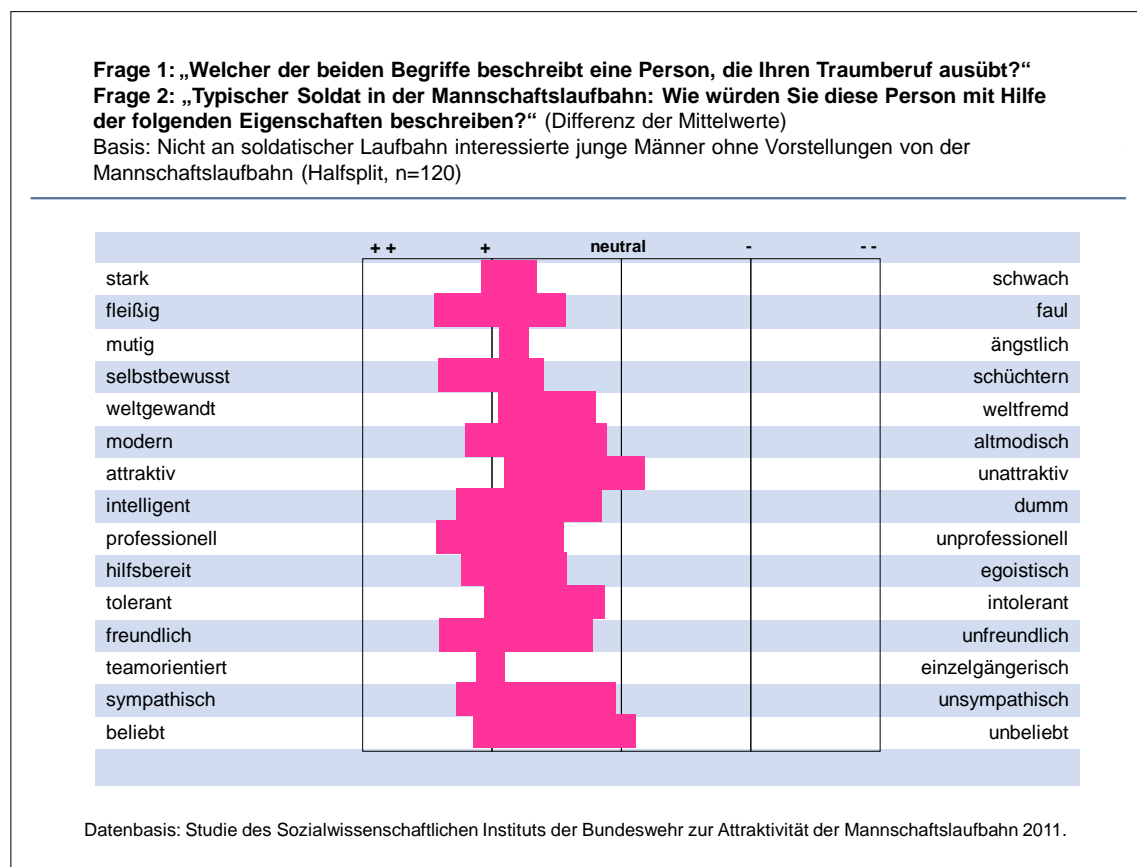 Frage 1: „Welcher der beiden Begriffe beschreibt eine Person, die Ihren Traumberuf ausübt?“
Frage 2: „Typischer Soldat in der Mannschaftslaufbahn: Wie würden Sie diese Person mit Hilfe
der folgenden Eigenschaften beschreiben?“ (Differenz der Mittelwerte)
Basis: Nicht an soldatischer Laufbahn interessierte junge Männer ohne Vorstellungen von der
Mannschaftslaufbahn (Halfsplit, n=120)
+ + + neutral - - -
stark schwach
fleißig faul
mutig ängstlich
selbstbewusst schüchtern
weltgewandt weltfremd
modern altmodisch
attraktiv unattraktiv
intelligent dumm
professionell unprofessionell
hilfsbereit egoistisch
tolerant intolerant
freundlich unfreundlich
teamorientiert einzelgängerisch
sympathisch unsympathisch
beliebt unbeliebt
Datenbasis: Studie des Sozialwissenschaftlichen Instituts der Bundeswehr zur Attraktivität der Mannschaftslaufbahn 2011.